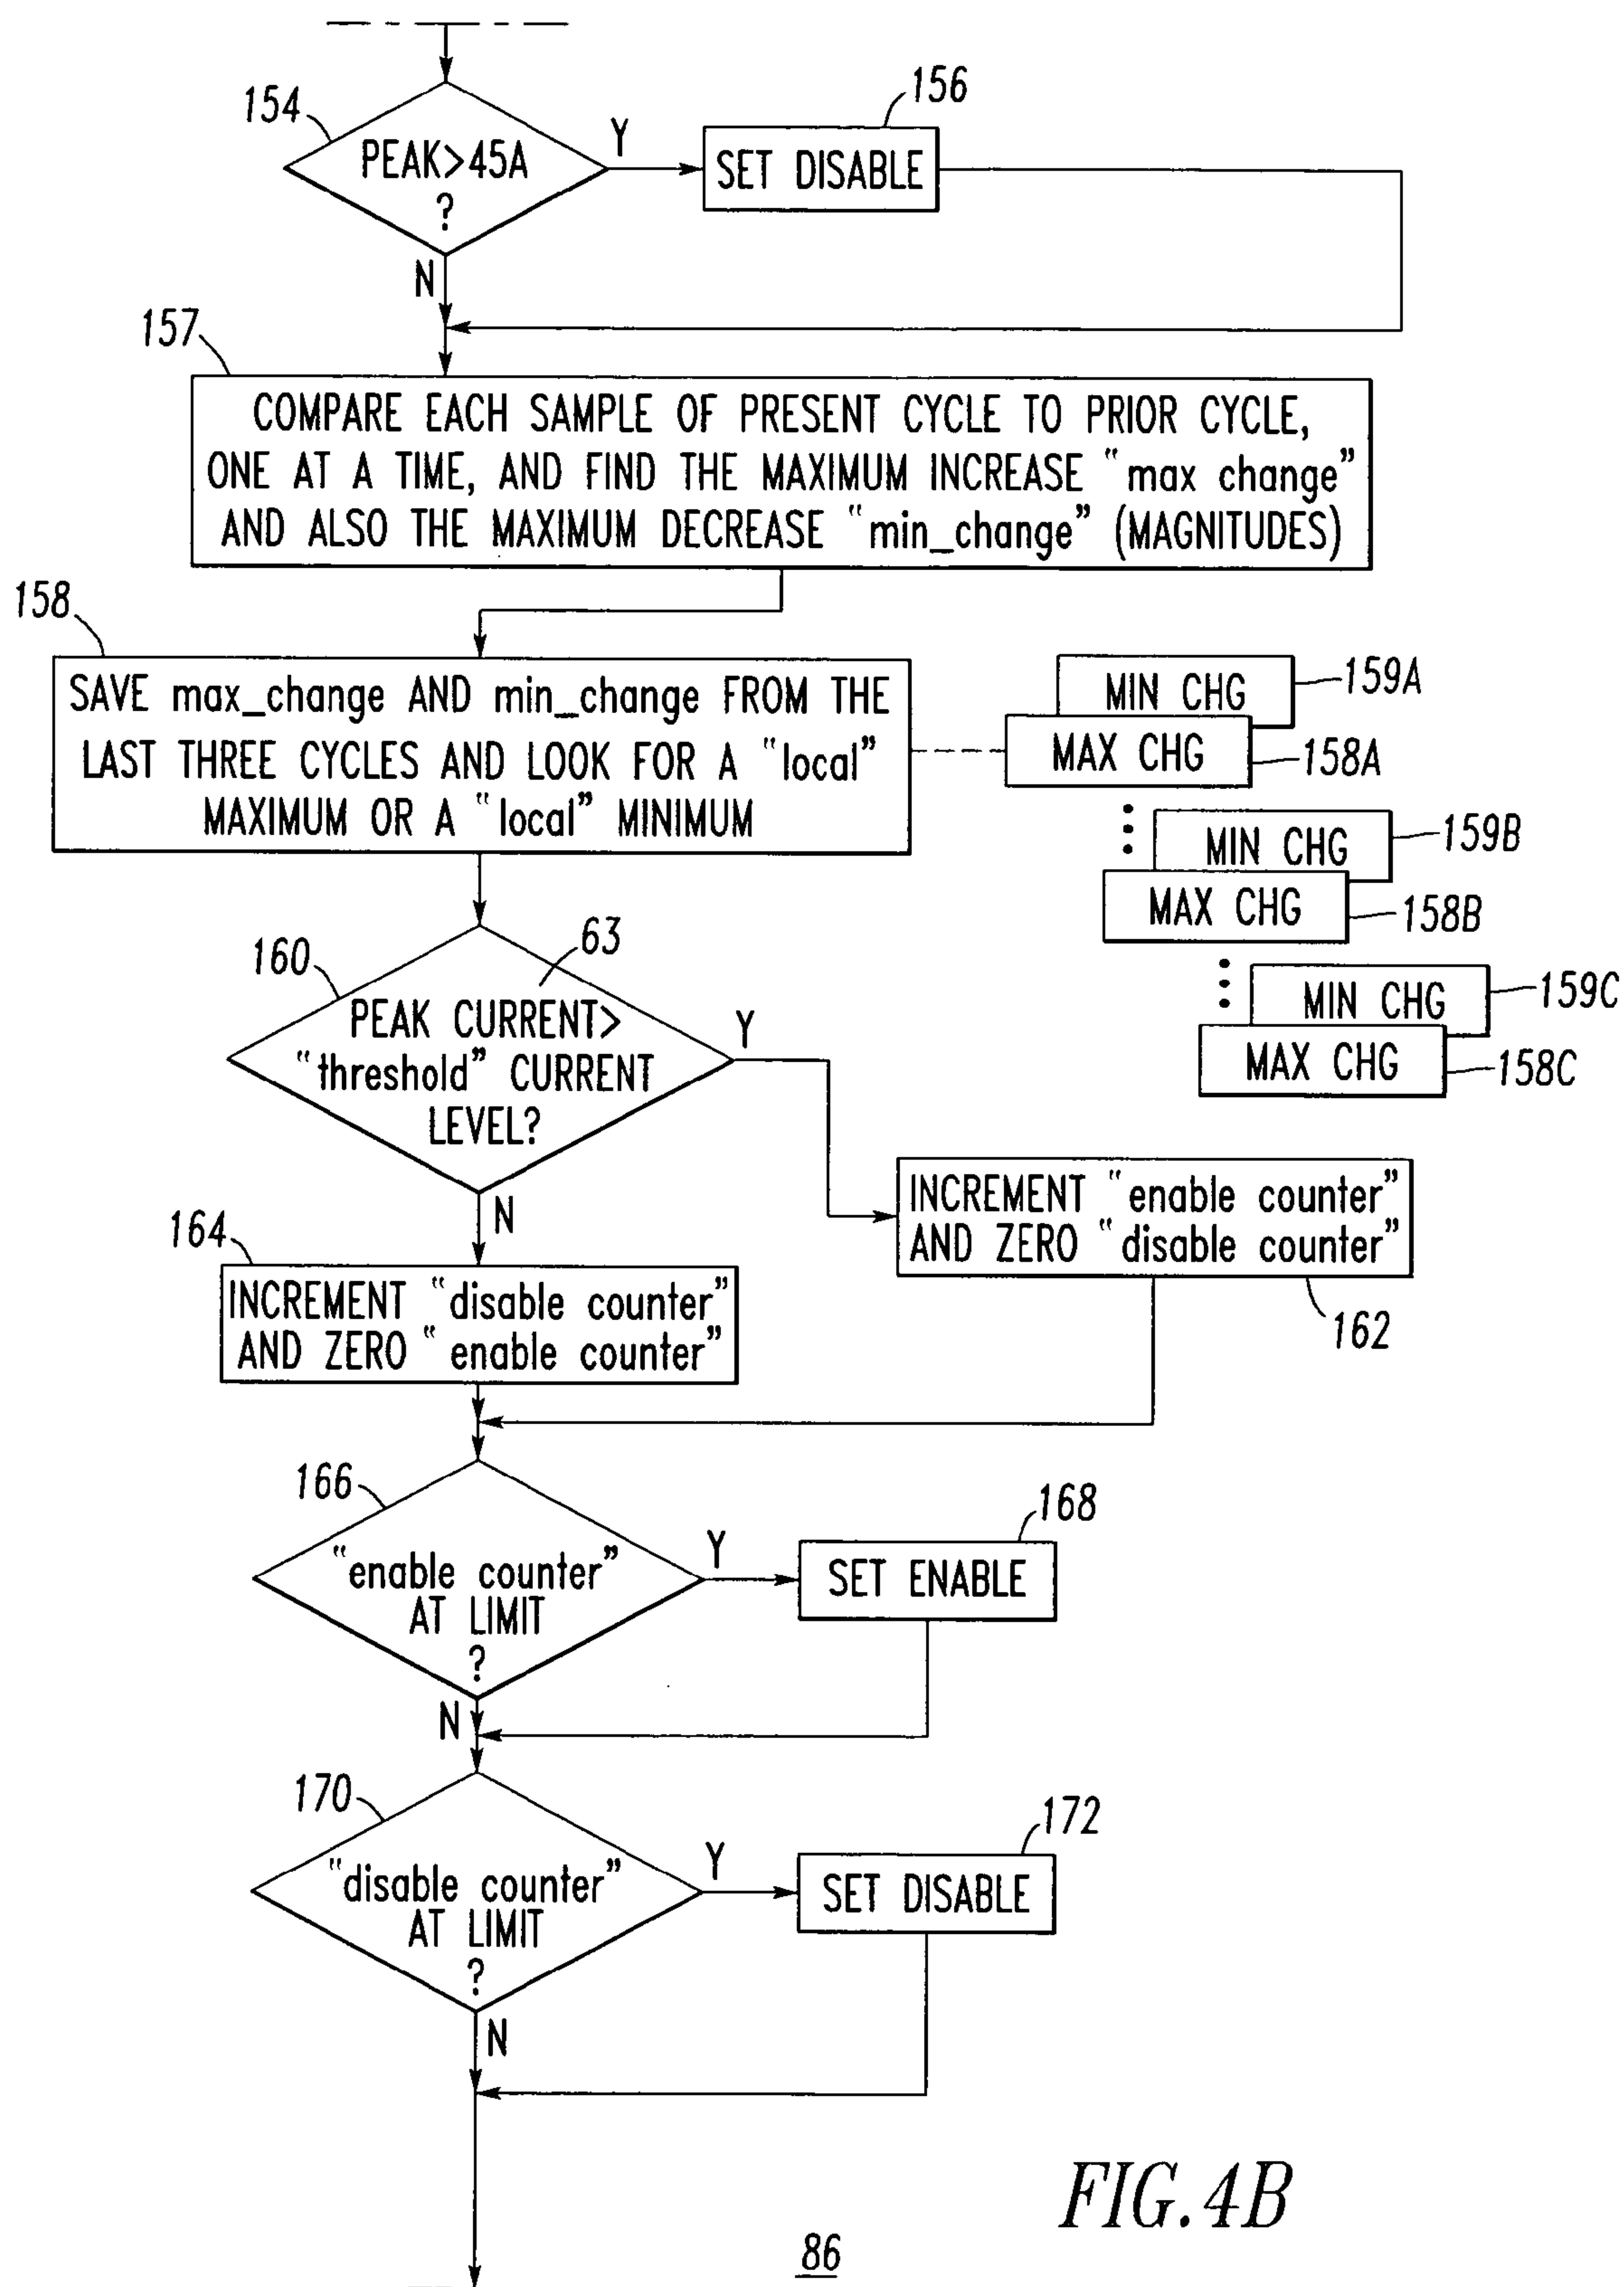 154
PEAK>45A
?
Y
N
156
SET DISABLE
157
COMPARE EACH SAMPLE OF PRESENT CYCLE TO PRIOR CYCLE,
ONE AT A TIME, AND FIND THE MAXIMUM INCREASE “max change”
AND ALSO THE MAXIMUM DECREASE “min_change” (MAGNITUDES)
158
SAVE max_change AND min_change FROM THE
LAST THREE CYCLES AND LOOK FOR A “local”
MAXIMUM OR A “local” MINIMUM
MIN CHG
159A
MAX CHG
158A
MIN CHG
159B
MAX CHG
158B
MIN CHG
159C
MAX CHG
158C
160
63
PEAK CURRENT>
“threshold” CURRENT
LEVEL?
Y
N
INCREMENT “enable counter”
AND ZERO “disable counter”
162
164
INCREMENT “disable counter”
AND ZERO “enable counter”
166
“enable counter”
AT LIMIT
?
Y
N
168
SET ENABLE
170
“disable counter”
AT LIMIT
?
Y
N
172
SET DISABLE
FIG.4B
86